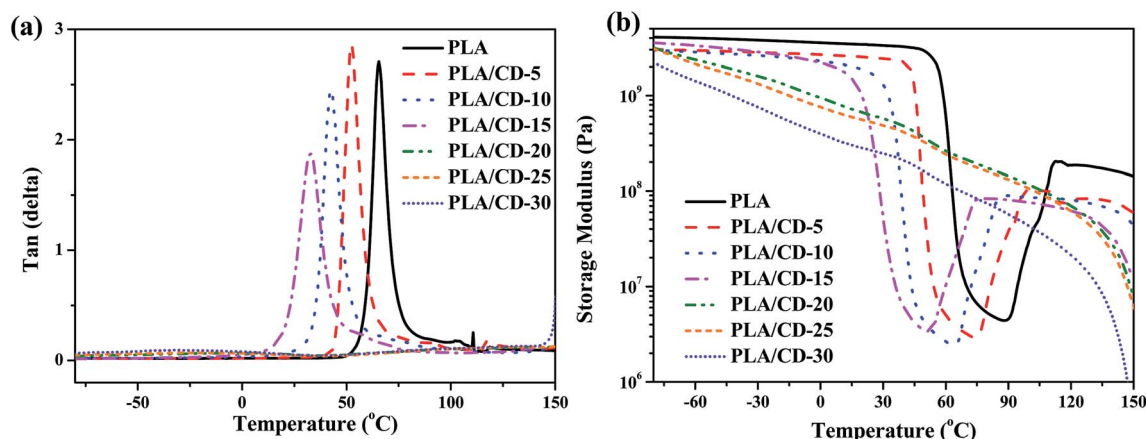 (a)
3
2
1
0
Tan (delta)
-50
0
50
100
150
Temperature (°C)
PLA
PLA/CD-5
PLA/CD-10
PLA/CD-15
PLA/CD-20
PLA/CD-25
PLA/CD-30
(b)
10⁹
10⁸
10⁷
10⁶
Storage Modulus (Pa)
-60
-30
0
30
60
90
120
150
Temperature (°C)
PLA
PLA/CD-5
PLA/CD-10
PLA/CD-15
PLA/CD-20
PLA/CD-25
PLA/CD-30